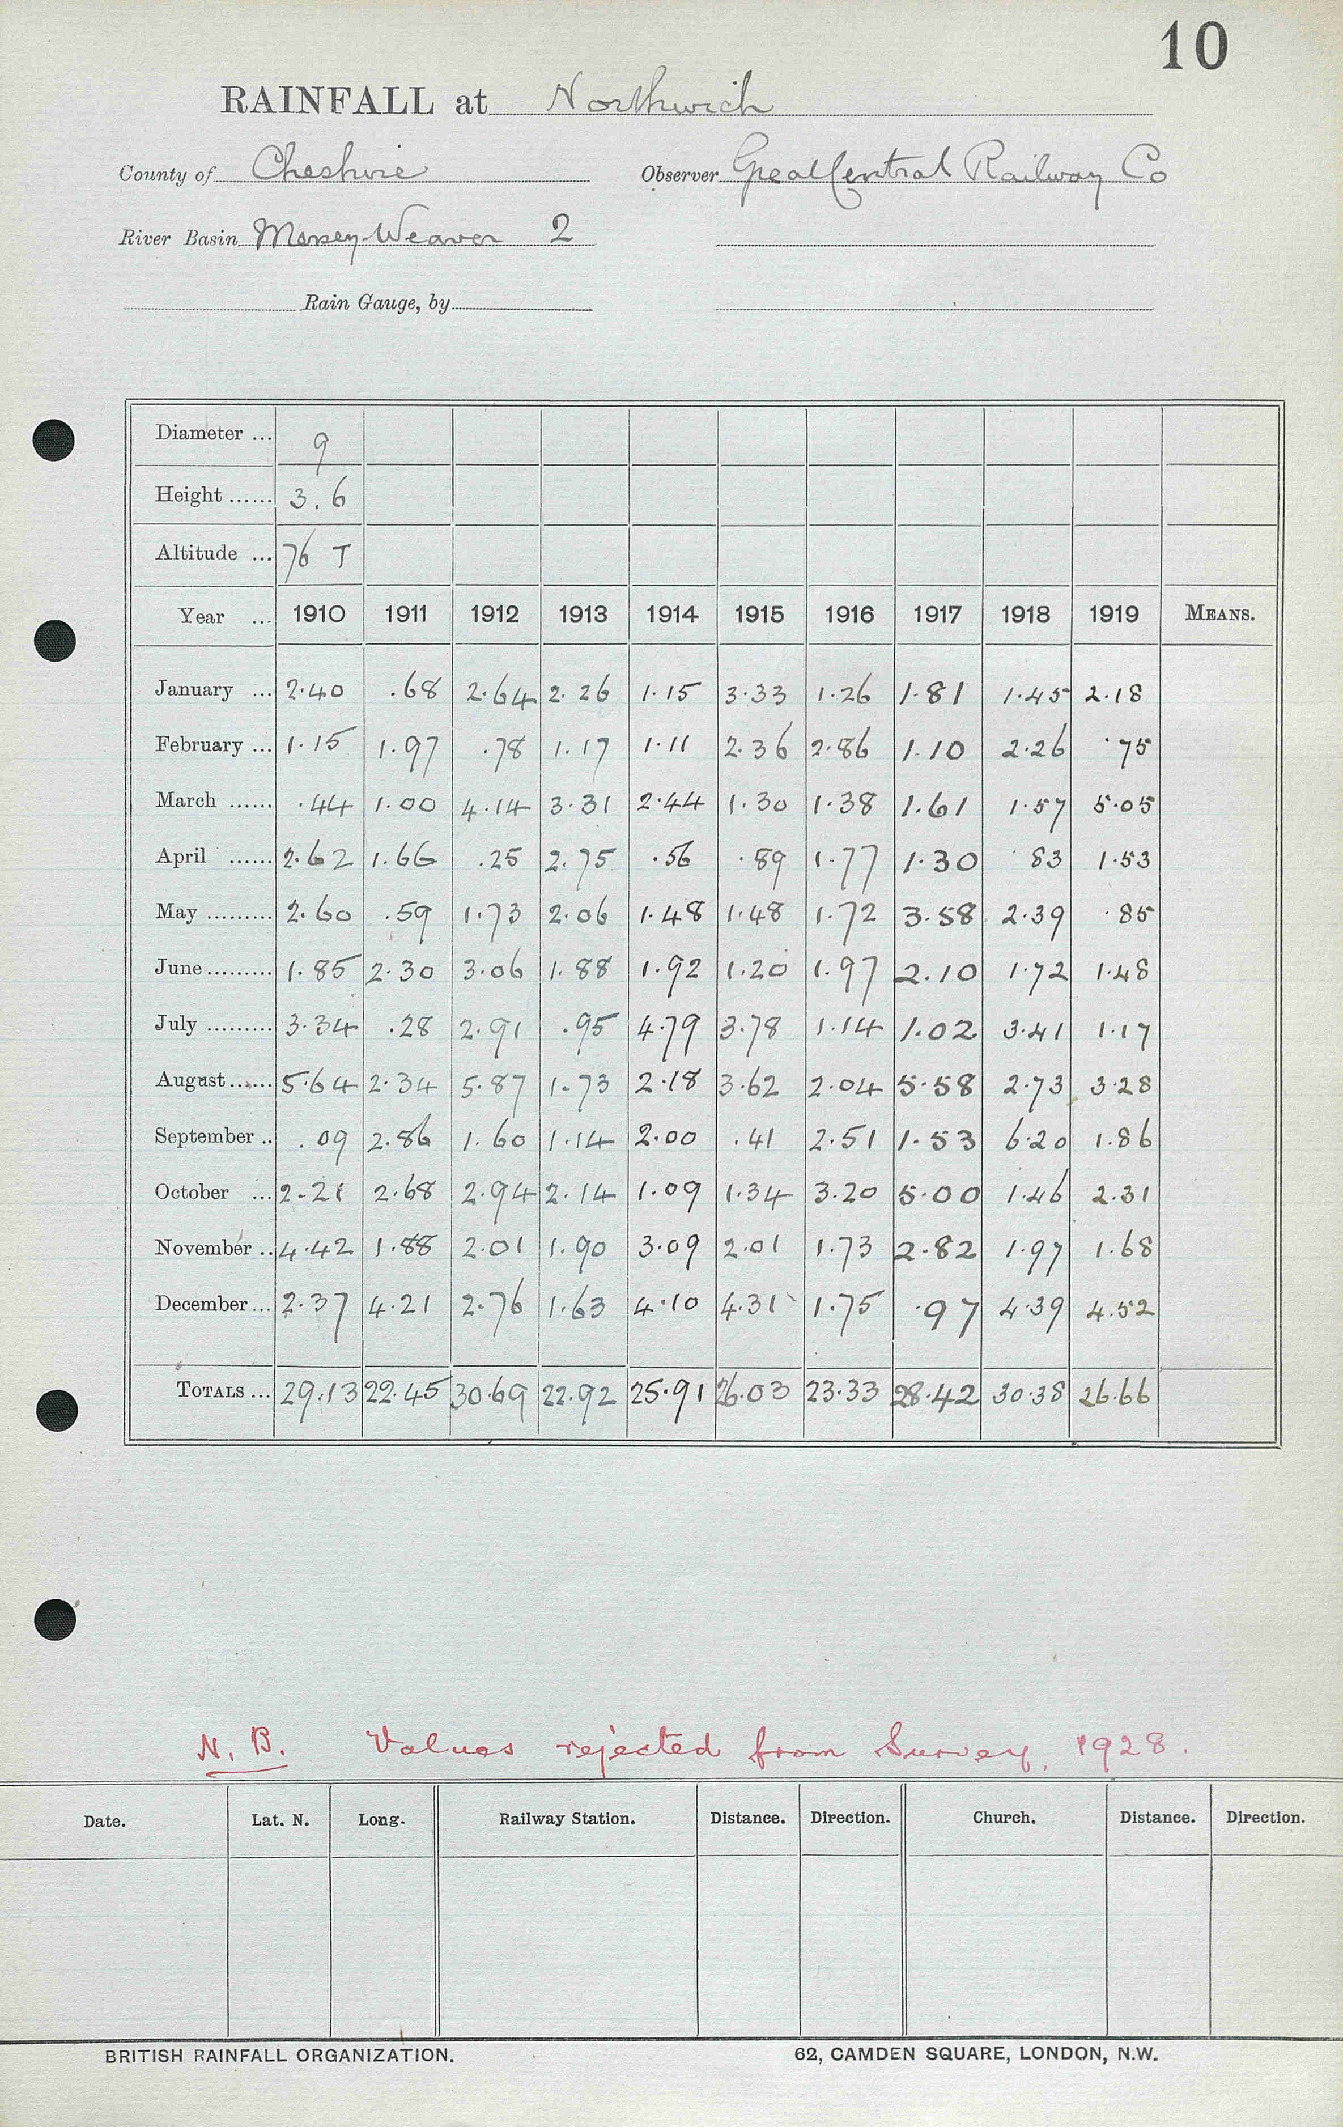 10
RAINFALL at Northwich
County of Cheshire Observer Great Central Railway Co
River Basin Mersey-Weaver 2
Rain Gauge, by
Diameter ... 9
Height ...... 3.6
Altitude ... 76 T
Year ... 1910 1911 1912 1913 1914 1915 1916 1917 1918 1919 MEANS.
January ... 2.40 .68 2.64 2.26 1.15 3.33 1.26 1.81 1.45 2.18
February ... 1.15 1.97 .78 1.17 1.11 2.36 2.86 1.10 2.26 .75
March ...... .44 1.00 4.14 3.31 2.44 1.30 1.38 1.61 1.57 5.05
April ...... 2.62 1.66 .25 2.75 .56 .89 1.77 1.30 .83 1.53
May ......... 2.60 .59 1.73 2.06 1.48 1.48 1.72 3.58 2.39 .85
June ......... 1.85 2.30 3.06 1.88 1.92 1.20 1.97 2.10 1.72 1.48
July ......... 3.34 .28 2.91 .95 4.79 3.78 1.14 1.02 3.41 1.17
August ...... 5.64 2.34 5.87 1.73 2.18 3.62 2.04 5.58 2.73 3.28
September .. .09 2.86 1.60 1.14 2.00 .41 2.51 1.53 6.20 1.86
October ... 2.21 2.68 2.94 2.14 1.09 1.34 3.20 5.00 1.46 2.31
November .. 4.42 1.88 2.01 1.90 3.09 2.01 1.73 2.82 1.97 1.68
December ... 2.37 4.21 2.76 1.63 4.10 4.31 1.75 .97 4.39 4.52
TOTALS ... 29.13 22.45 30.69 22.92 25.91 26.03 23.33 28.42 30.38 26.66
N.B. Values rejected from Survey, 1928.
Date. Lat. N. Long. Railway Station. Distance. Direction. Church. Distance. Direction.
BRITISH RAINFALL ORGANIZATION. 62, CAMDEN SQUARE, LONDON, N.W.